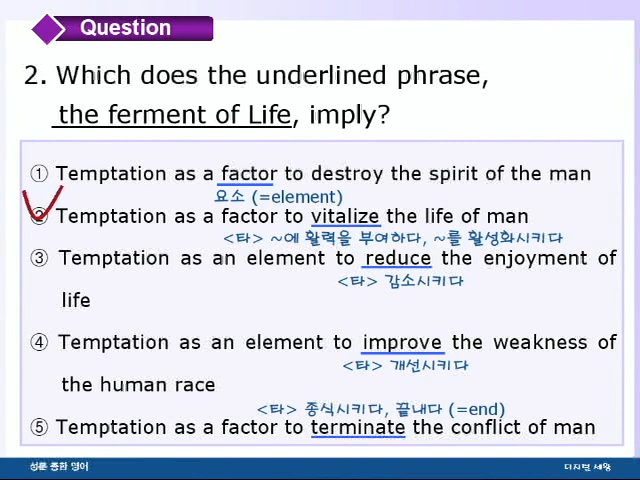 Question
2. Which does the underlined phrase,
the ferment of Life, imply?
① Temptation as a factor to destroy the spirit of the man
요소 (=element)
② Temptation as a factor to vitalize the life of man
<타> ~에 활력을 부여하다, ~를 활성화시키다
③ Temptation as an element to reduce the enjoyment of
<타> 감소시키다
life
④ Temptation as an element to improve the weakness of
<타> 개선시키다
the human race
<타> 종식시키다, 끝내다 (=end)
⑤ Temptation as a factor to terminate the conflict of man
성문 종합 영어
디지털 세왕